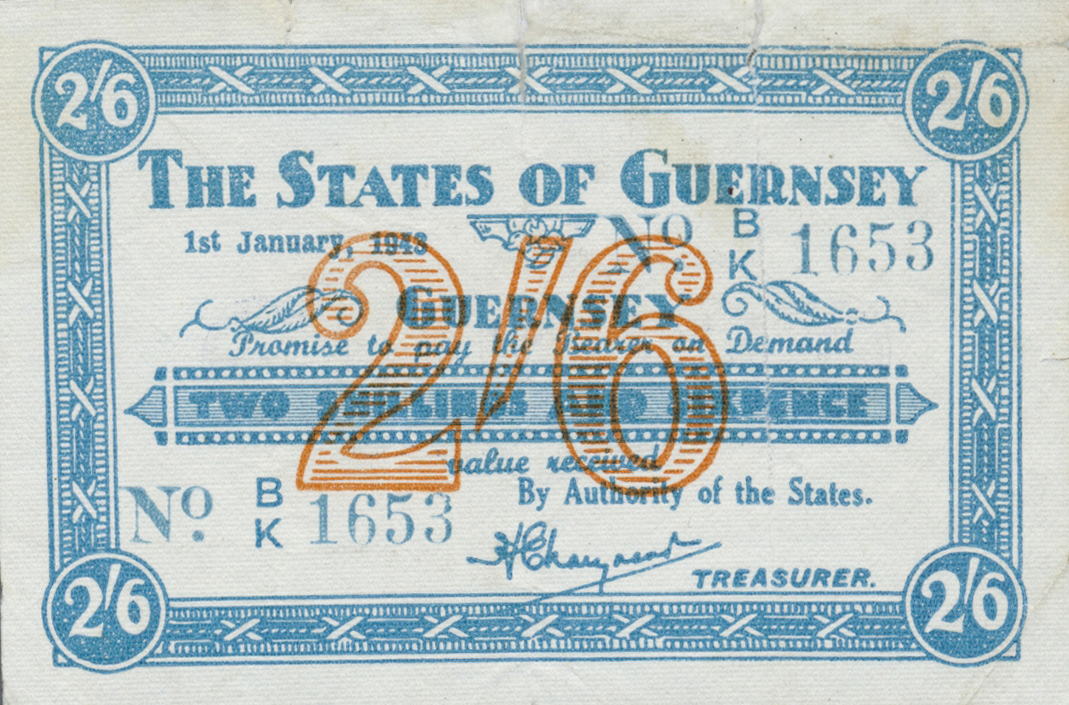 2/6 2/6
THE STATES OF GUERNSEY
1st January, 1943 No. B
K 1653
GUERNSEY
Promise to pay the Bearer on Demand
TWO SHILLINGS AND SIXPENCE
2/6
value received
By Authority of the States.
No. B
K 1653
TREASURER.
2/6 2/6